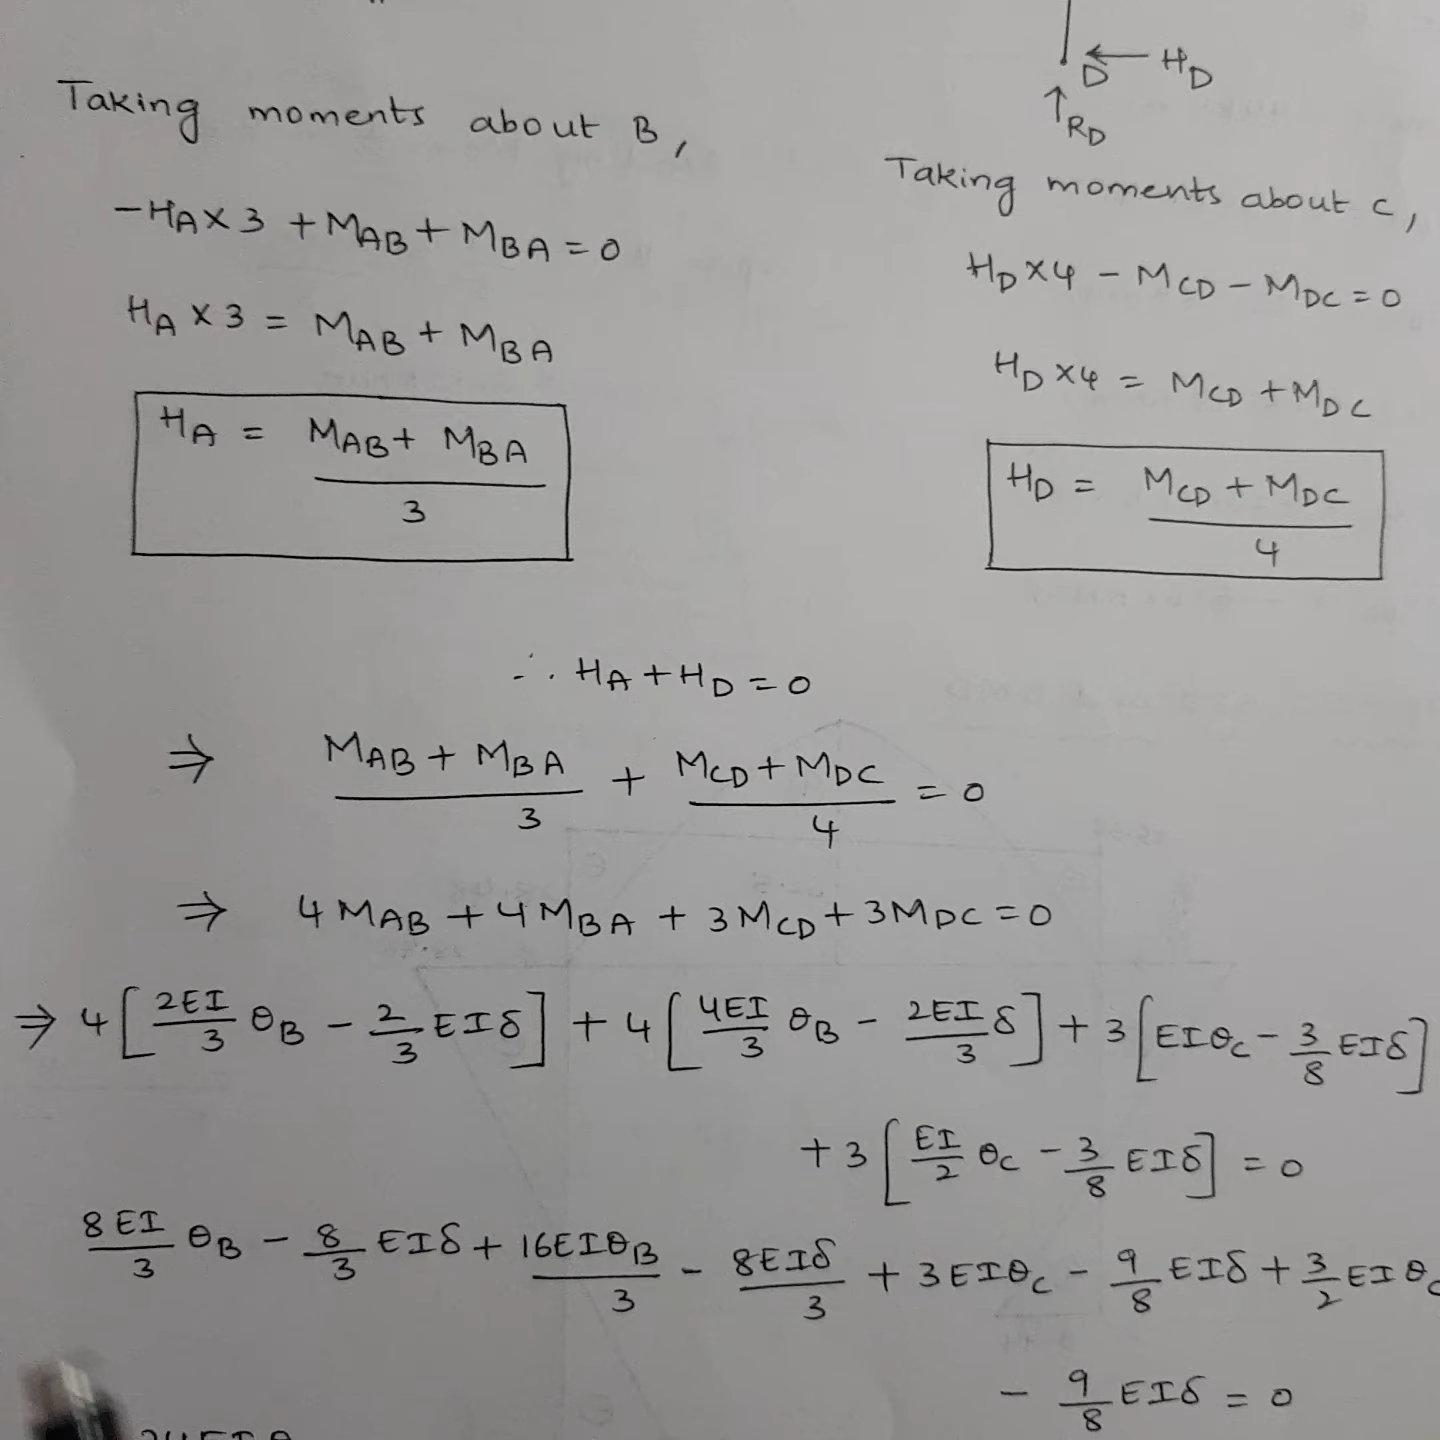 D ← H_D
↑ R_D
Taking moments about B,
-H_A × 3 + M_AB + M_BA = 0
H_A × 3 = M_AB + M_BA
H_A = (M_AB + M_BA)/3
Taking moments about C,
H_D × 4 - M_CD - M_DC = 0
H_D × 4 = M_CD + M_DC
H_D = (M_CD + M_DC)/4
∴ H_A + H_D = 0
⇒ (M_AB + M_BA)/3 + (M_CD + M_DC)/4 = 0
⇒ 4M_AB + 4M_BA + 3M_CD + 3M_DC = 0
⇒ 4[2EI/3 θ_B - 2/3 EIδ] + 4[4EI/3 θ_B - 2EI/3 δ] + 3[EIθ_C - 3/8 EIδ]
+ 3[EI/2 θ_C - 3/8 EIδ] = 0
8EI/3 θ_B - 8/3 EIδ + 16EIθ_B/3 - 8EIδ/3 + 3EIθ_C - 9/8 EIδ + 3/2 EIθ_C
- 9/8 EIδ = 0